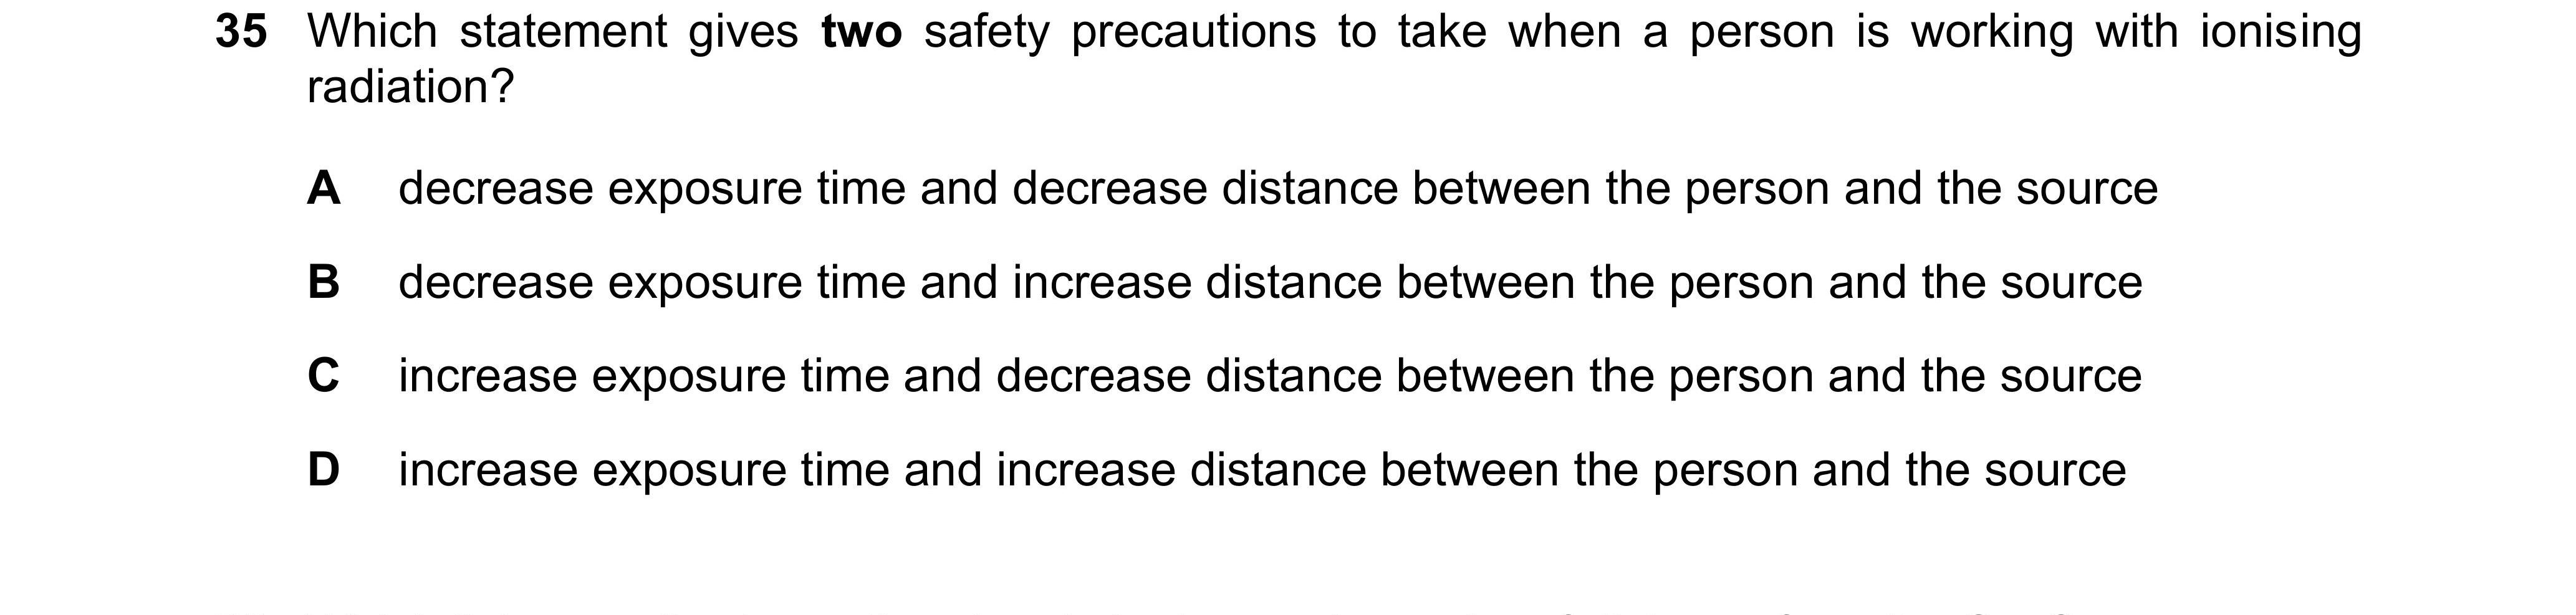 35 Which statement gives two safety precautions to take when a person is working with ionising
radiation?
A decrease exposure time and decrease distance between the person and the source
B decrease exposure time and increase distance between the person and the source
C increase exposure time and decrease distance between the person and the source
D increase exposure time and increase distance between the person and the source